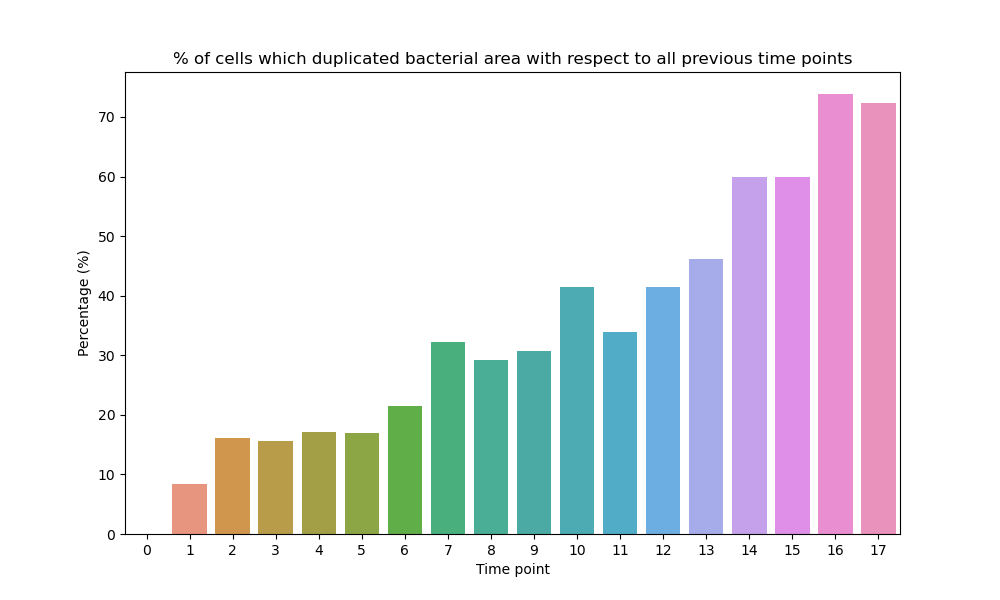 % of cells which duplicated bacterial area with respect to all previous time points
70
60
50
40
30
20
10
0
Percentage (%)
0 1 2 3 4 5 6 7 8 9 10 11 12 13 14 15 16 17
Time point